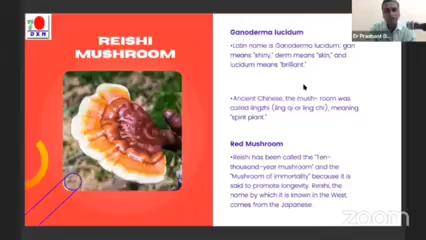 DXN
REISHI
MUSHROOM
Ganoderma lucidum
•Latin name is Ganoderma lucidum: gan
means "shiny," derm means "skin," and
lucidum means "brilliant."
•Ancient Chinese, the mush- room was
called lingzhi (ling qi or ling chi), meaning
"spirit plant."
Red Mushroom
•Reishi has been called the "Ten-
thousand-year mushroom" and the
"Mushroom of immortality" because it is
said to promote longevity. Reishi, the
name by which it is known in the West,
comes from the Japanese.
Dr Prashant G...
zoom